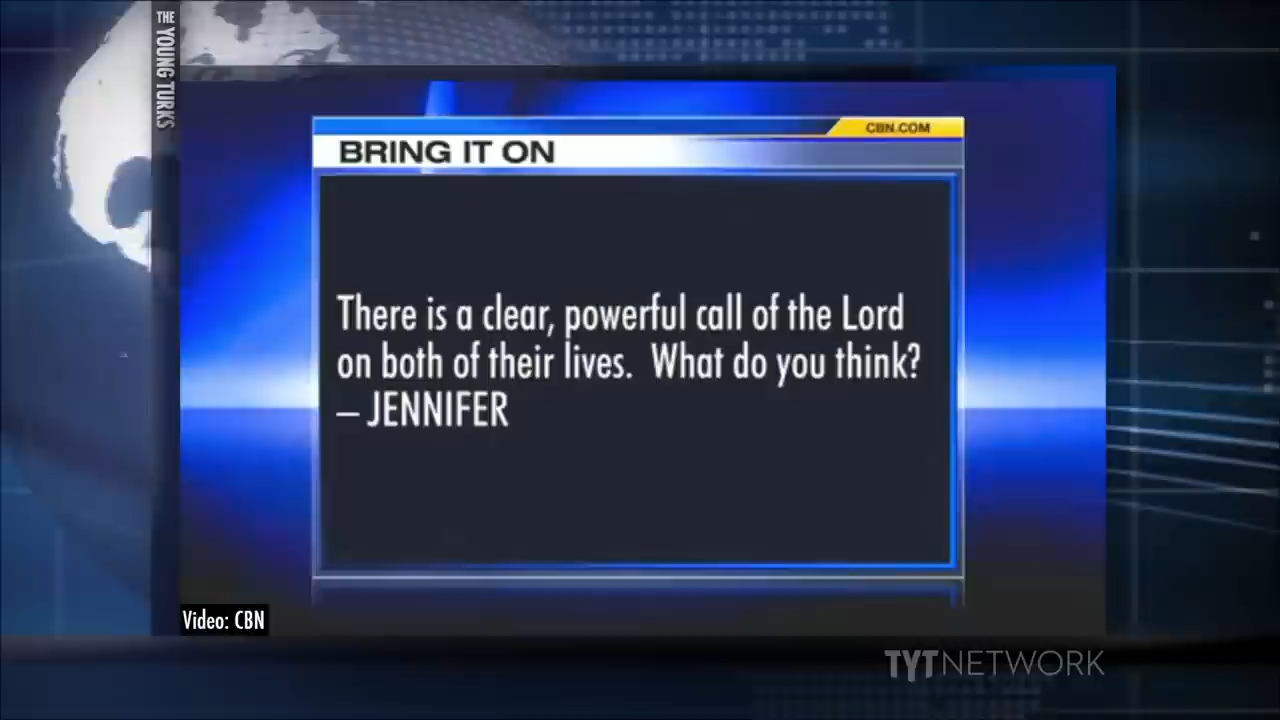 THE YOUNG TURKS
CBN.COM
BRING IT ON
There is a clear, powerful call of the Lord
on both of their lives.  What do you think?
– JENNIFER
Video: CBN
TYTNETWORK